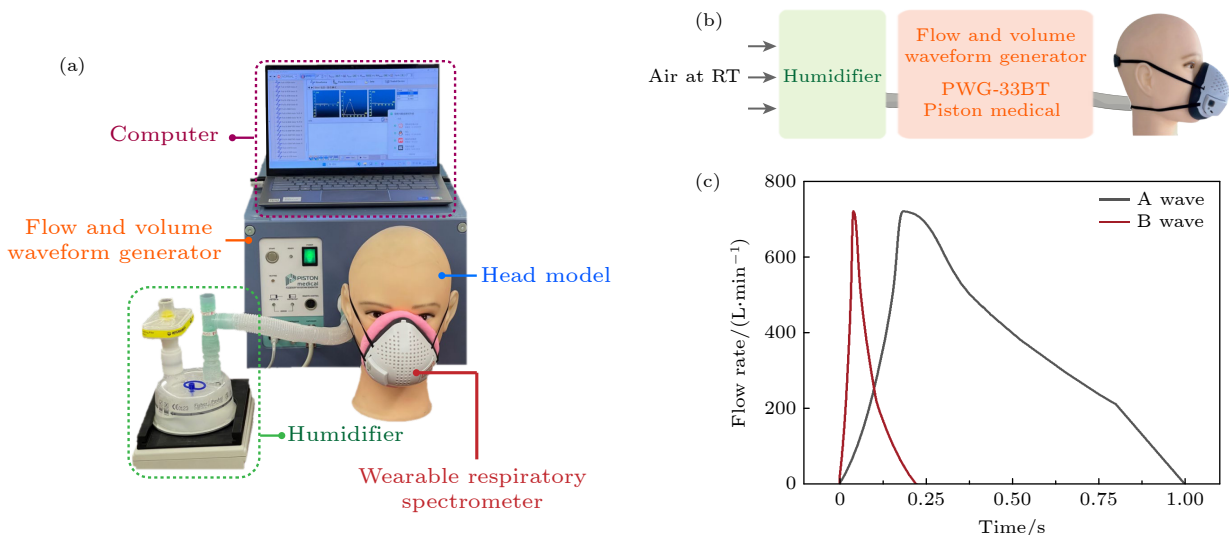 (a)
Computer
Flow and volume
waveform generator
PISTON
medical
Head model
Humidifier
Wearable respiratory
spectrometer
(b)
Air at RT
Humidifier
Flow and volume
waveform generator
PWG-33BT
Piston medical
(c)
Flow rate/(L·min⁻¹)
800
600
400
200
0
A wave
B wave
0
0.25
0.50
0.75
1.00
Time/s